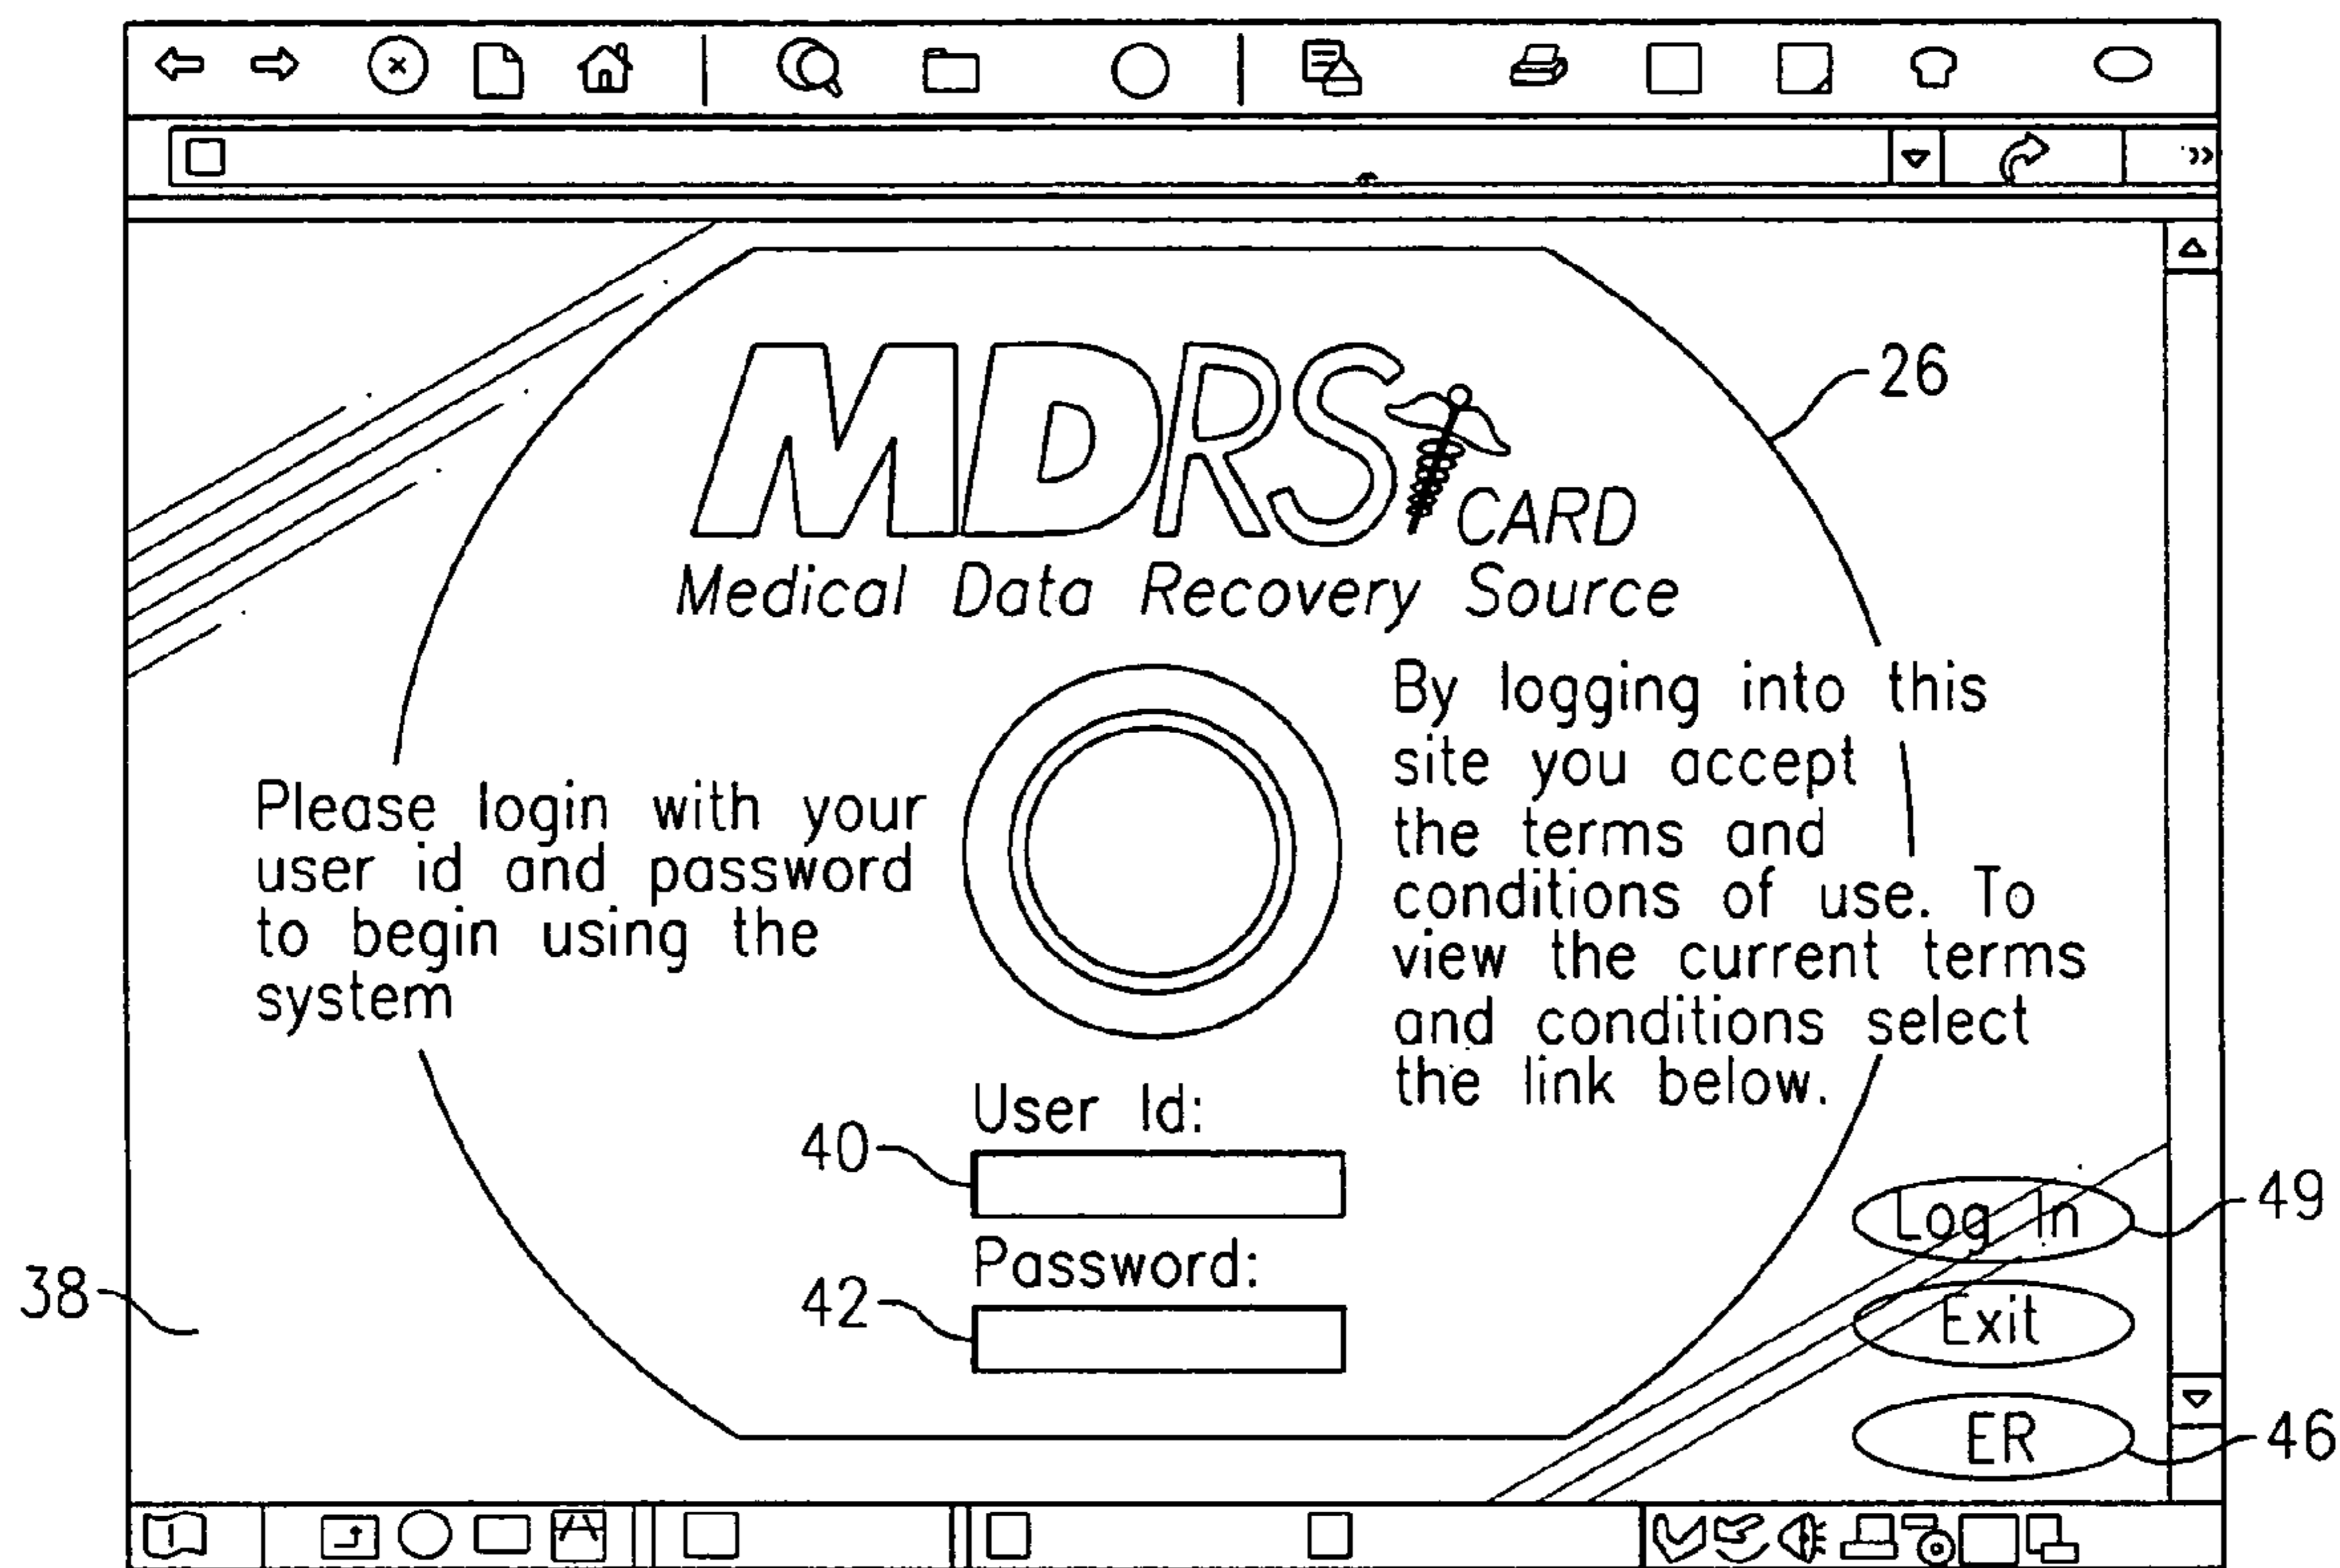 MDRS CARD
Medical Data Recovery Source
26
Please login with your
user id and password
to begin using the
system
By logging into this
site you accept
the terms and
conditions of use. To
view the current terms
and conditions select
the link below.
User Id:
40
Password:
42
38
Log In
49
Exit
ER
46